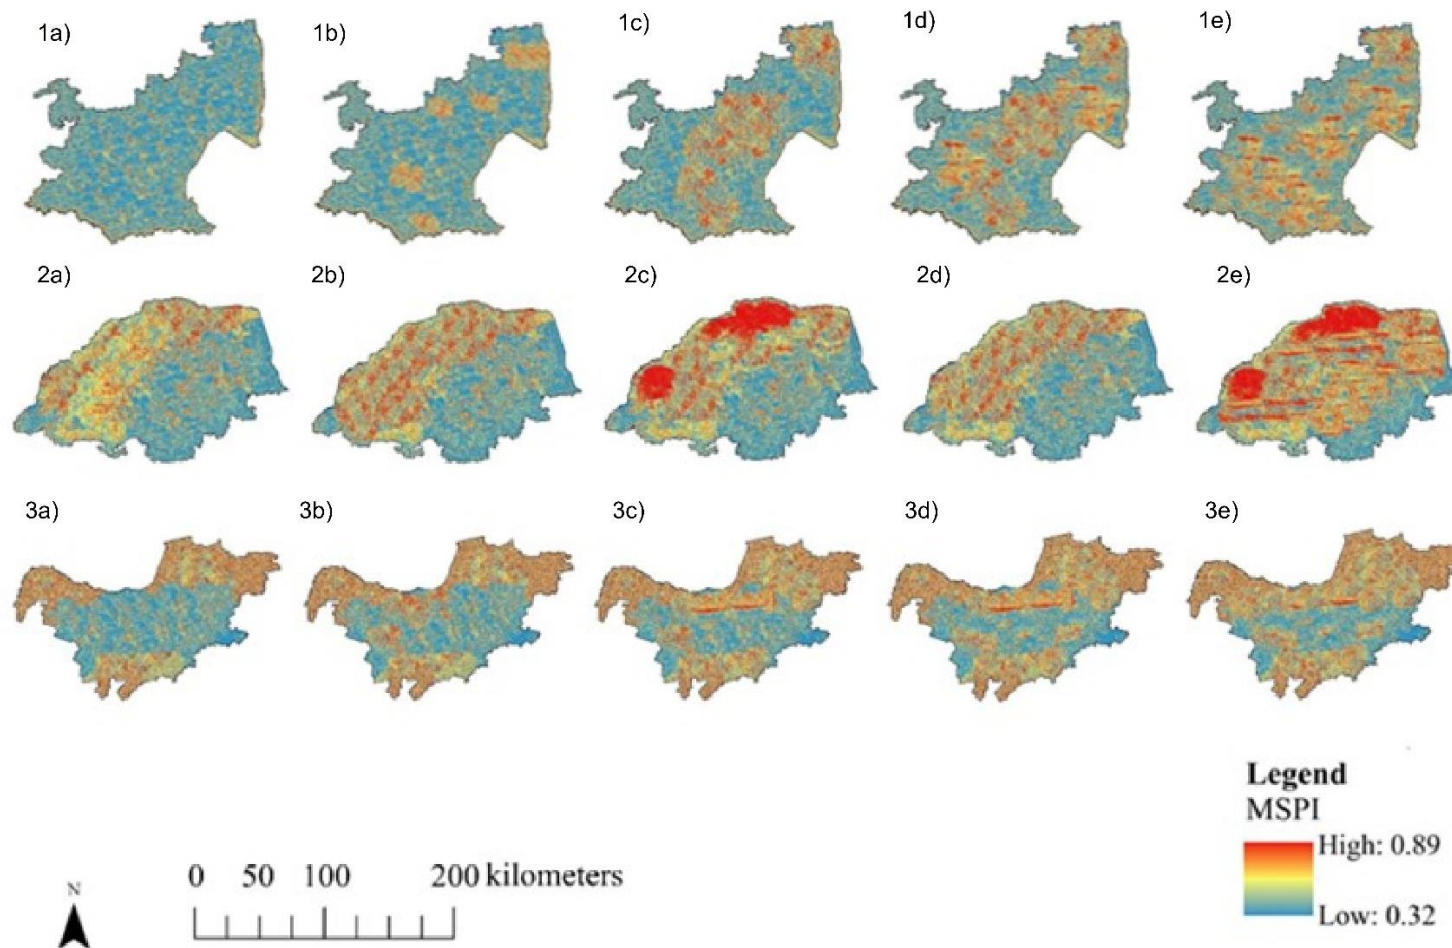 1a) 1b) 1c) 1d) 1e)
2a) 2b) 2c) 2d) 2e)
3a) 3b) 3c) 3d) 3e)
Legend
MSPI
High: 0.89
Low: 0.32
0 50 100 200 kilometers
N